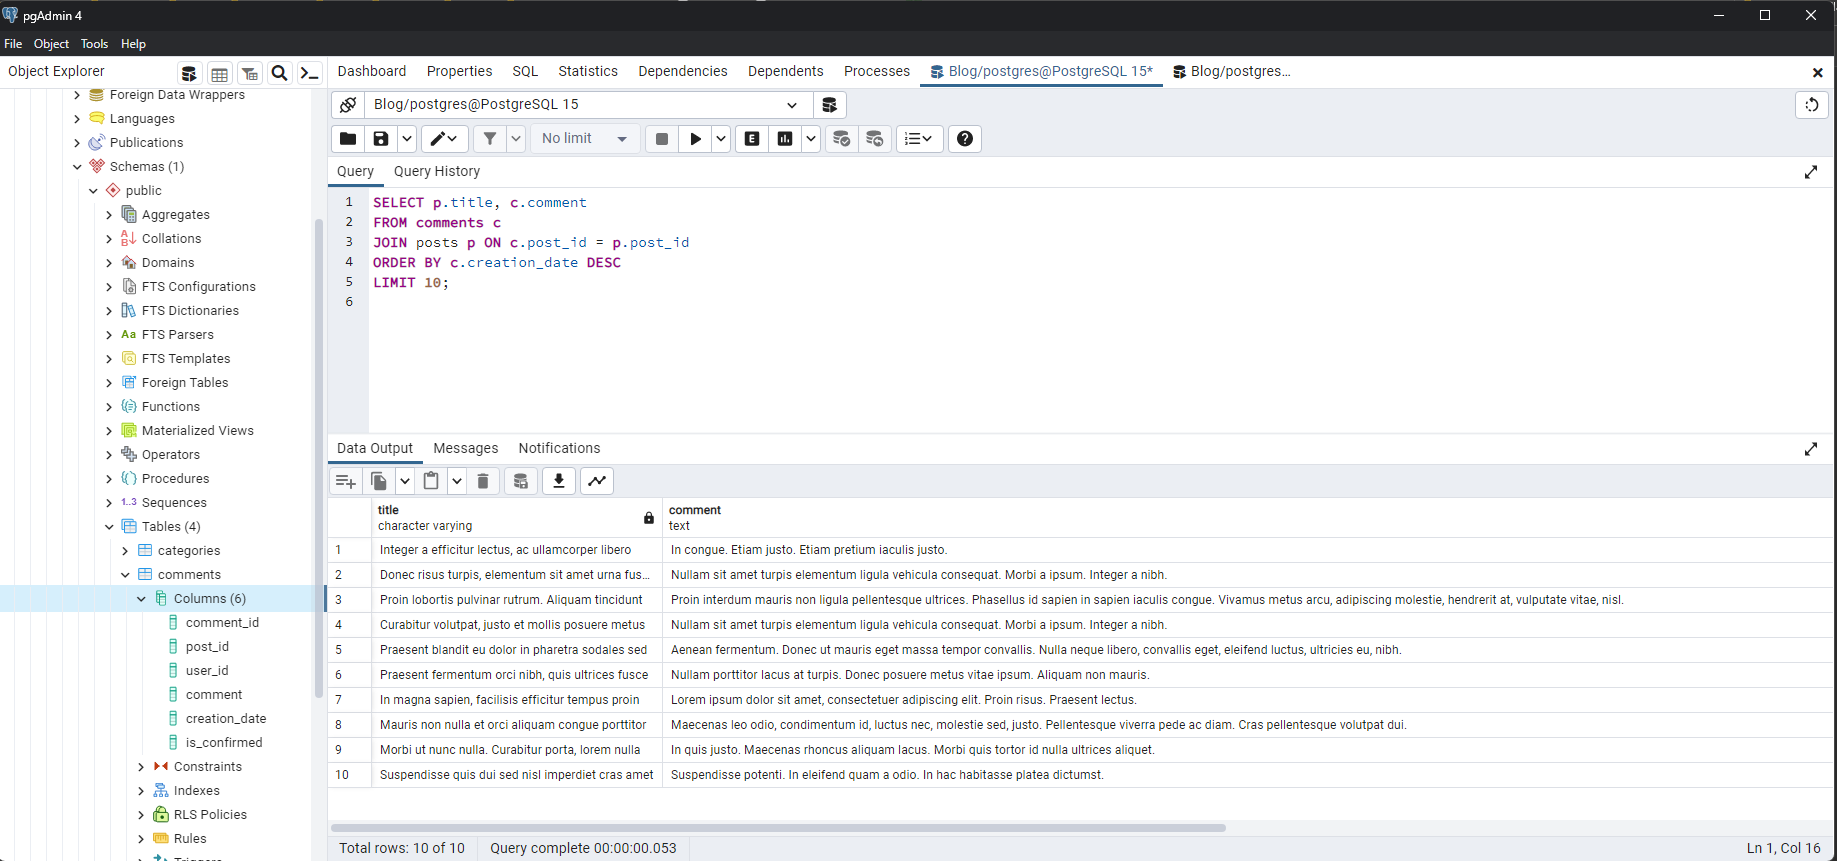 pgAdmin 4
File Object Tools Help
Object Explorer
Dashboard Properties SQL Statistics Dependencies Dependents Processes Blog/postgres@PostgreSQL 15* Blog/postgres...
Foreign Data Wrappers
Languages
Publications
Schemas (1)
public
Aggregates
Collations
Domains
FTS Configurations
FTS Dictionaries
Aa FTS Parsers
FTS Templates
Foreign Tables
Functions
Materialized Views
Operators
Procedures
1..3 Sequences
Tables (4)
categories
comments
Columns (6)
comment_id
post_id
user_id
comment
creation_date
is_confirmed
Constraints
Indexes
RLS Policies
Rules
Triggers
Blog/postgres@PostgreSQL 15
No limit
E
Query Query History
1 SELECT p.title, c.comment
2 FROM comments c
3 JOIN posts p ON c.post_id = p.post_id
4 ORDER BY c.creation_date DESC
5 LIMIT 10;
6
Data Output Messages Notifications
title comment
character varying text
1 Integer a efficitur lectus, ac ullamcorper libero In congue. Etiam justo. Etiam pretium iaculis justo.
2 Donec risus turpis, elementum sit amet urna fus... Nullam sit amet turpis elementum ligula vehicula consequat. Morbi a ipsum. Integer a nibh.
3 Proin lobortis pulvinar rutrum. Aliquam tincidunt Proin interdum mauris non ligula pellentesque ultrices. Phasellus id sapien in sapien iaculis congue. Vivamus metus arcu, adipiscing molestie, hendrerit at, vulputate vitae, nisl.
4 Curabitur volutpat, justo et mollis posuere metus Nullam sit amet turpis elementum ligula vehicula consequat. Morbi a ipsum. Integer a nibh.
5 Praesent blandit eu dolor in pharetra sodales sed Aenean fermentum. Donec ut mauris eget massa tempor convallis. Nulla neque libero, convallis eget, eleifend luctus, ultricies eu, nibh.
6 Praesent fermentum orci nibh, quis ultrices fusce Nullam porttitor lacus at turpis. Donec posuere metus vitae ipsum. Aliquam non mauris.
7 In magna sapien, facilisis efficitur tempus proin Lorem ipsum dolor sit amet, consectetuer adipiscing elit. Proin risus. Praesent lectus.
8 Mauris non nulla et orci aliquam congue porttitor Maecenas leo odio, condimentum id, luctus nec, molestie sed, justo. Pellentesque viverra pede ac diam. Cras pellentesque volutpat dui.
9 Morbi ut nunc nulla. Curabitur porta, lorem nulla In quis justo. Maecenas rhoncus aliquam lacus. Morbi quis tortor id nulla ultrices aliquet.
10 Suspendisse quis dui sed nisl imperdiet cras amet Suspendisse potenti. In eleifend quam a odio. In hac habitasse platea dictumst.
Total rows: 10 of 10 Query complete 00:00:00.053 Ln 1, Col 16